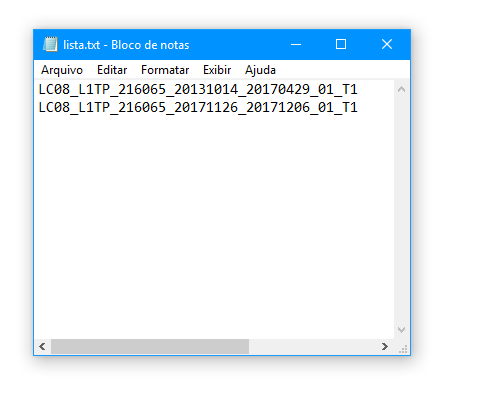 lista.txt - Bloco de notas
Arquivo Editar Formatar Exibir Ajuda
LC08_L1TP_216065_20131014_20170429_01_T1
LC08_L1TP_216065_20171126_20171206_01_T1